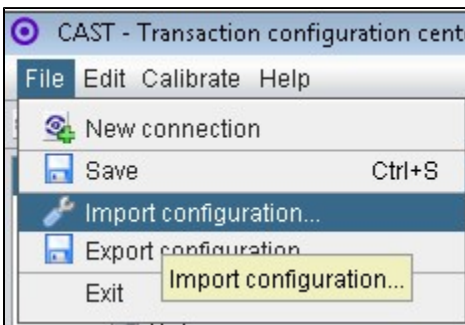 CAST - Transaction configuration cent
File Edit Calibrate Help
New connection
Save Ctrl+S
Import configuration...
Export configuration
Import configuration...
Exit